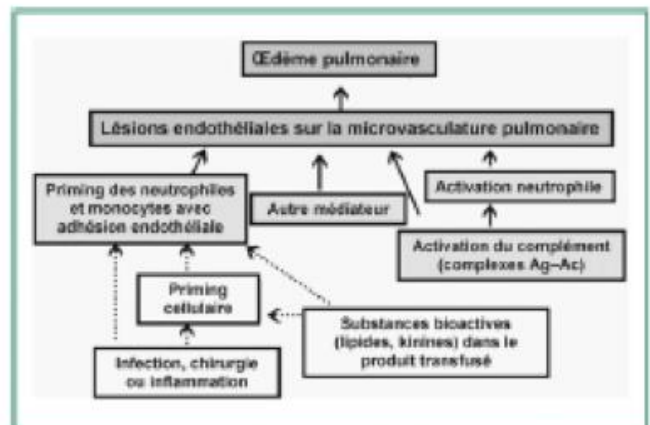 Œdème pulmonaire
Lésions endothéliales sur la microvasculature pulmonaire
Priming des neutrophiles
et monocytes avec
adhésion endothéliale
Autre médiateur
Activation neutrophile
Activation du complément
(complexes Ag–Ac)
Priming
cellulaire
Substances bioactives
(lipides, kinines) dans le
produit transfusé
Infection, chirurgie
ou inflammation